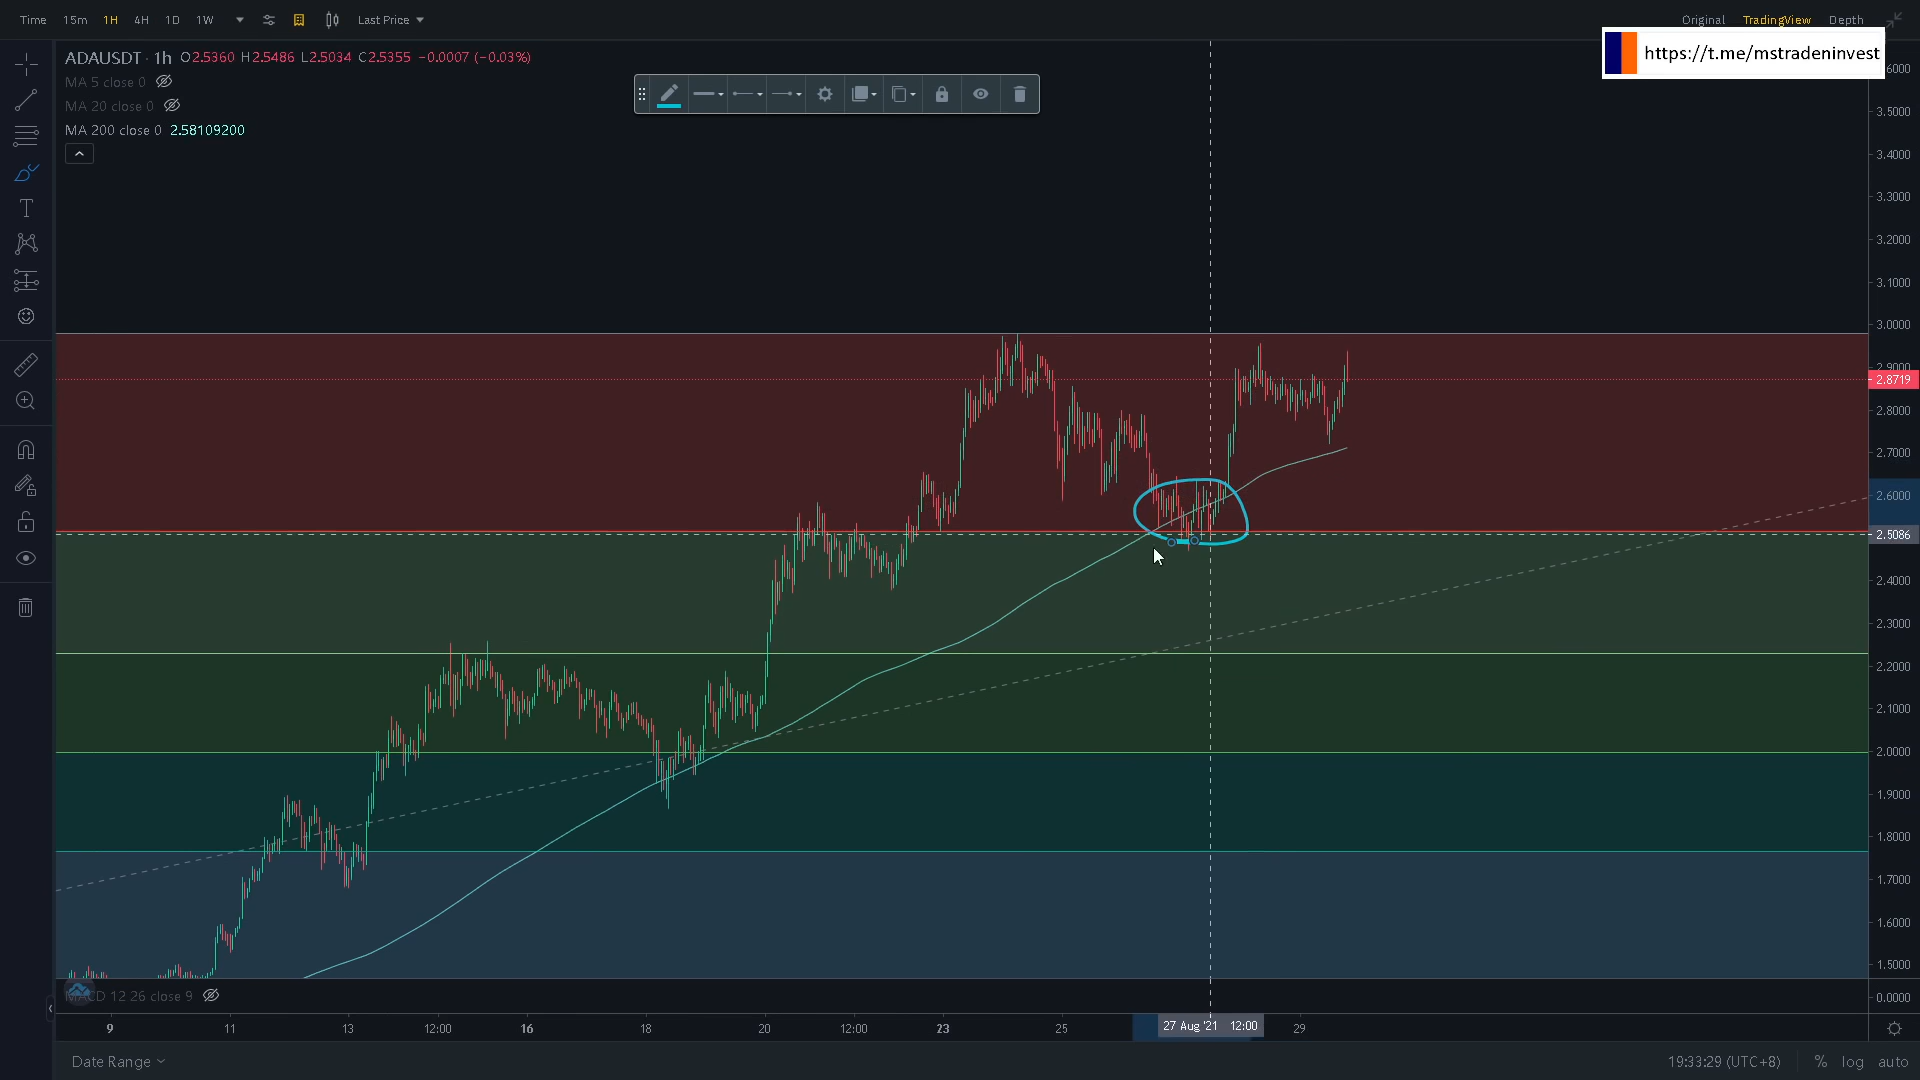 Time 15m 1H 4H 1D 1W Last Price Original TradingView Depth
https://t.me/mstradeninvest
ADAUSDT · 1h O2.5360 H2.5486 L2.5034 C2.5355 −0.0007 (−0.03%)
MA 5 close 0
MA 20 close 0
MA 200 close 0 2.58109200
3.5000
3.4000
3.3000
3.2000
3.1000
3.0000
2.9000
2.8719
2.8000
2.7000
2.6000
2.5086
2.4000
2.3000
2.2000
2.1000
2.0000
1.9000
1.8000
1.7000
1.6000
1.5000
MACD 12 26 close 9
0.0000
9 11 13 12:00 16 18 20 12:00 23 25 27 Aug '21 12:00 29
Date Range 19:33:29 (UTC+8) % log auto